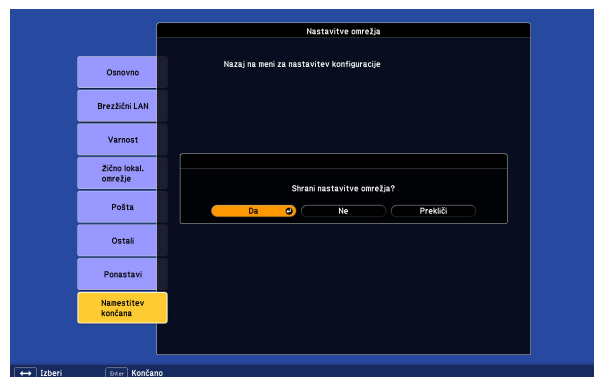 Nastavitve omrežja
Nazaj na meni za nastavitev konfiguracije
Osnovno
Brezžični LAN
Varnost
Žično lokal.
omrežje
Pošta
Ostali
Ponastavi
Namestitev
končana
Shrani nastavitve omrežja?
Da Ne Prekliči
Izberi Enter Končano